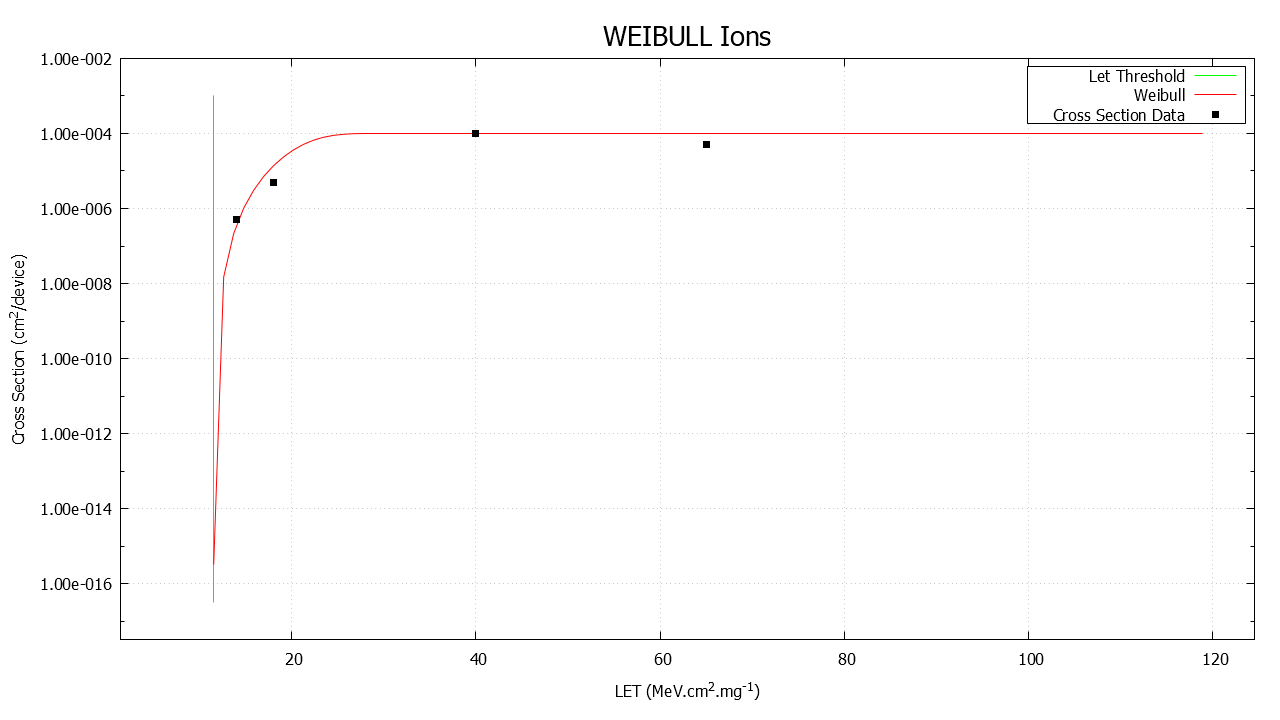 WEIBULL Ions
1.00e-002
1.00e-004
1.00e-006
1.00e-008
1.00e-010
1.00e-012
1.00e-014
1.00e-016
Cross Section (cm²/device)
Let Threshold
Weibull
Cross Section Data
20 40 60 80 100 120
LET (MeV.cm².mg⁻¹)